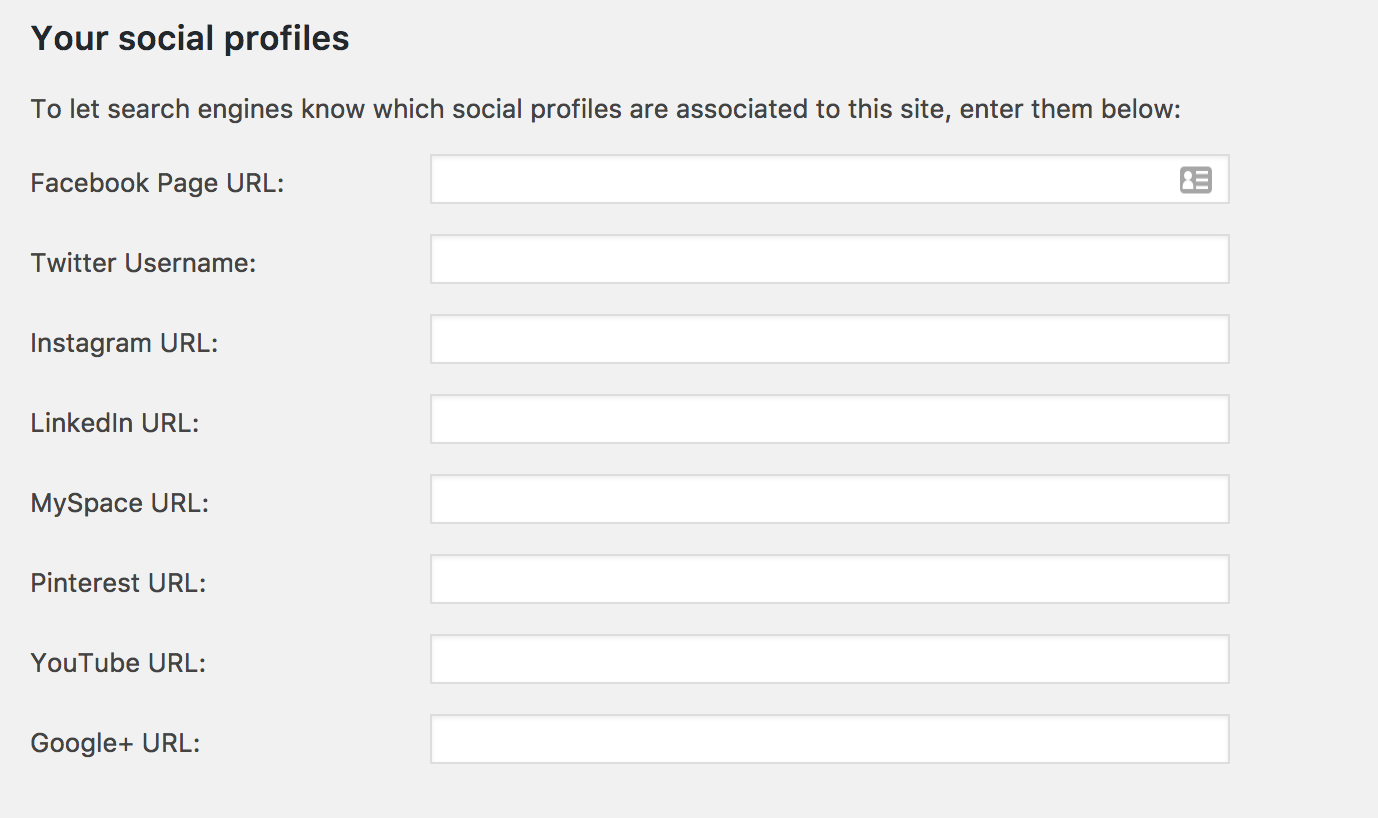 Your social profiles
To let search engines know which social profiles are associated to this site, enter them below:
Facebook Page URL:
Twitter Username:
Instagram URL:
LinkedIn URL:
MySpace URL:
Pinterest URL:
YouTube URL:
Google+ URL: